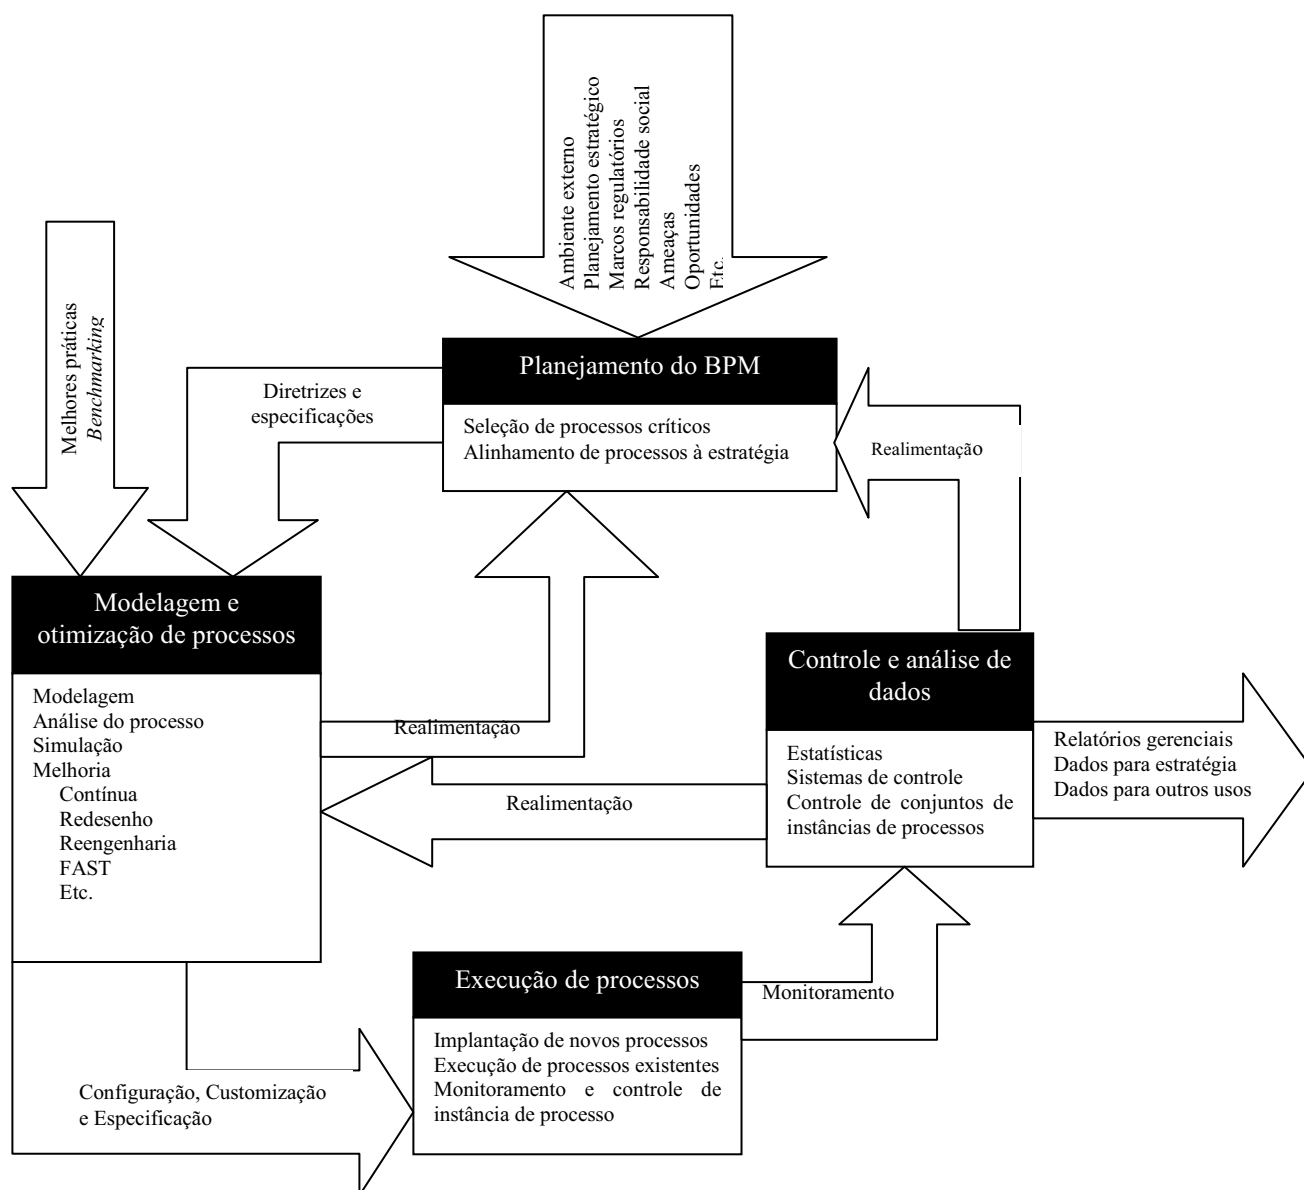 Ambiente externo
Planejamento estratégico
Marcos regulatórios
Responsabilidade social
Ameaças
Oportunidades
Etc.
Melhores práticas
Benchmarking
Planejamento do BPM
Seleção de processos críticos
Alinhamento de processos à estratégia
Diretrizes e
especificações
Realimentação
Modelagem e
otimização de processos
Modelagem
Análise do processo
Simulação
Melhoria
Contínua
Redesenho
Reengenharia
FAST
Etc.
Realimentação
Realimentação
Controle e análise de
dados
Estatísticas
Sistemas de controle
Controle de conjuntos de
instâncias de processos
Relatórios gerenciais
Dados para estratégia
Dados para outros usos
Execução de processos
Implantação de novos processos
Execução de processos existentes
Monitoramento e controle de
instância de processo
Monitoramento
Configuração, Customização
e Especificação